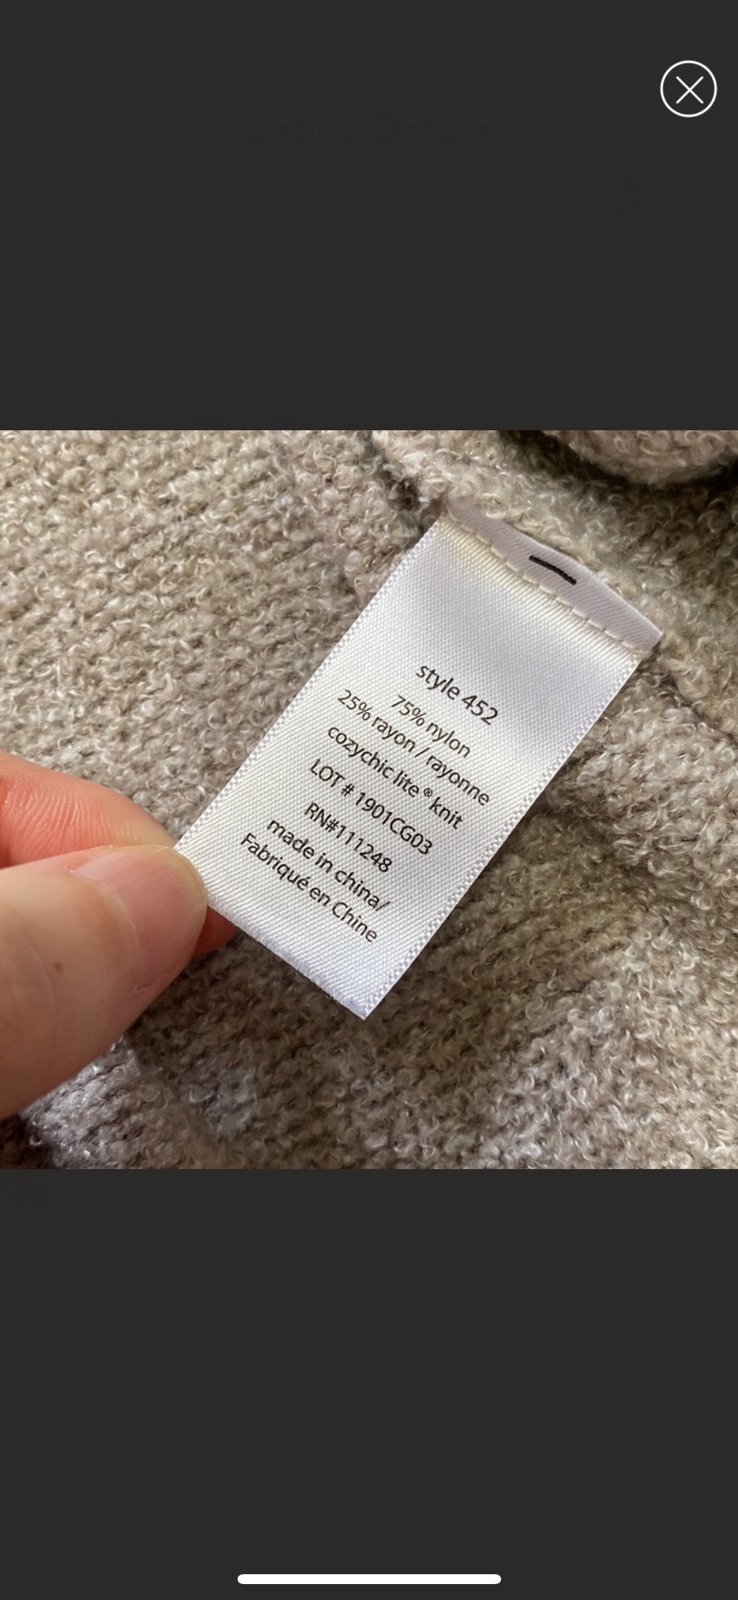 Listing Details
style 452
75% nylon
25% rayon / rayonne
cozychic lite® knit
LOT # 1901CG03
RN#111248
made in china/
Fabriqué en Chine